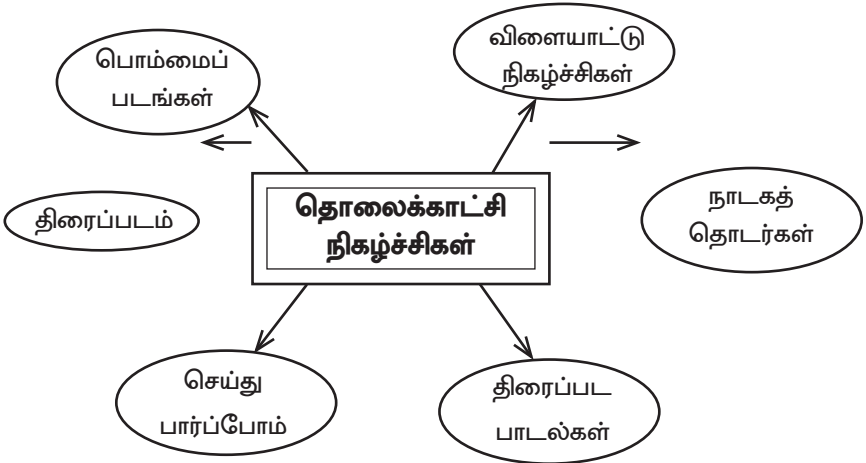 பொம்மைப்
படங்கள்
விளையாட்டு
நிகழ்ச்சிகள்
திரைப்படம்
தொலைக்காட்சி
நிகழ்ச்சிகள்
நாடகத்
தொடர்கள்
செய்து
பார்ப்போம்
திரைப்பட
பாடல்கள்